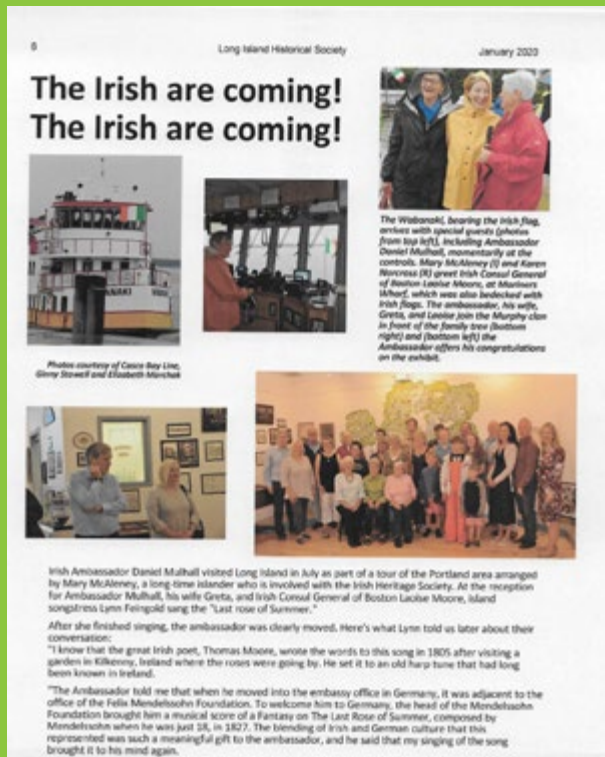 8
Long Island Historical Society
January 2020
The Irish are coming!
The Irish are coming!
The Wabanaki, bearing the Irish flag,
arrives with special guests (photos
from top left), including Ambassador
Daniel Mulhall, momentarily at the
controls. Mary McAleney (l) and Karen
Norcross (R) greet Irish Consul General
of Boston Laoise Moore, at Mariners
Wharf, which was also bedecked with
Irish flags. The ambassador, his wife,
Greta, and Laoise join the Murphy clan
in front of the family tree (bottom
right) and (bottom left) the
Ambassador offers his congratulations
on the exhibit.
Photos courtesy of Casco Bay Line,
Ginny Stowell and Elizabeth Marchak
Irish Ambassador Daniel Mulhall visited Long Island in July as part of a tour of the Portland area arranged
by Mary McAleney, a long-time islander who is involved with the Irish Heritage Society. At the reception
for Ambassador Mulhall, his wife Greta, and Irish Consul General of Boston Laoise Moore, island
songstress Lynn Feingold sang the "Last rose of Summer."
After she finished singing, the ambassador was clearly moved. Here's what Lynn told us later about their
conversation:
"I know that the great Irish poet, Thomas Moore, wrote the words to this song in 1805 after visiting a
garden in Kilkenny, Ireland where the roses were going by. He set it to an old harp tune that had long
been known in Ireland.
"The Ambassador told me that when he moved into the embassy office in Germany, it was adjacent to the
office of the Felix Mendelssohn Foundation. To welcome him to Germany, the head of the Mendelssohn
Foundation brought him a musical score of a Fantasy on The Last Rose of Summer, composed by
Mendelssohn when he was just 18, in 1827. The blending of Irish and German culture that this
represented was such a meaningful gift to the ambassador, and he said that my singing of the song
brought it to his mind again.